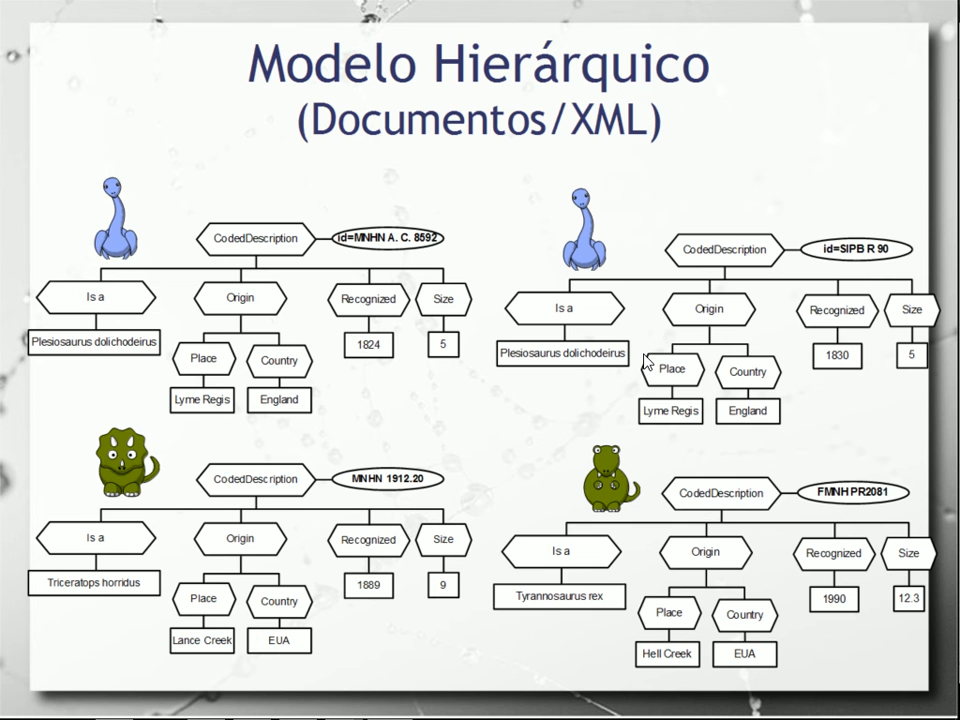 Modelo Hierárquico
(Documentos/XML)
CodedDescription
id=MNHN A. C. 8592
Is a
Origin
Recognized
Size
Plesiosaurus dolichodeirus
1824
5
Place
Country
Lyme Regis
England
CodedDescription
id=SIPB R 90
Is a
Origin
Recognized
Size
Plesiosaurus dolichodeirus
1830
5
Place
Country
Lyme Regis
England
CodedDescription
MNHN 1912.20
Is a
Origin
Recognized
Size
Triceratops horridus
1889
9
Place
Country
Lance Creek
EUA
CodedDescription
FMNH PR2081
Is a
Origin
Recognized
Size
Tyrannosaurus rex
1990
12.3
Place
Country
Hell Creek
EUA